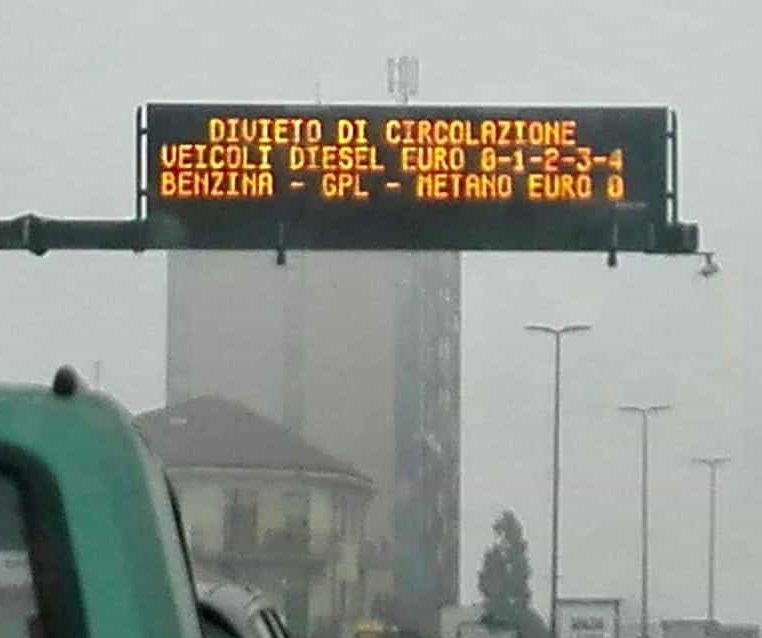 DIVIETO DI CIRCOLAZIONE
VEICOLI DIESEL EURO 0-1-2-3-4
BENZINA - GPL - METANO EURO 0